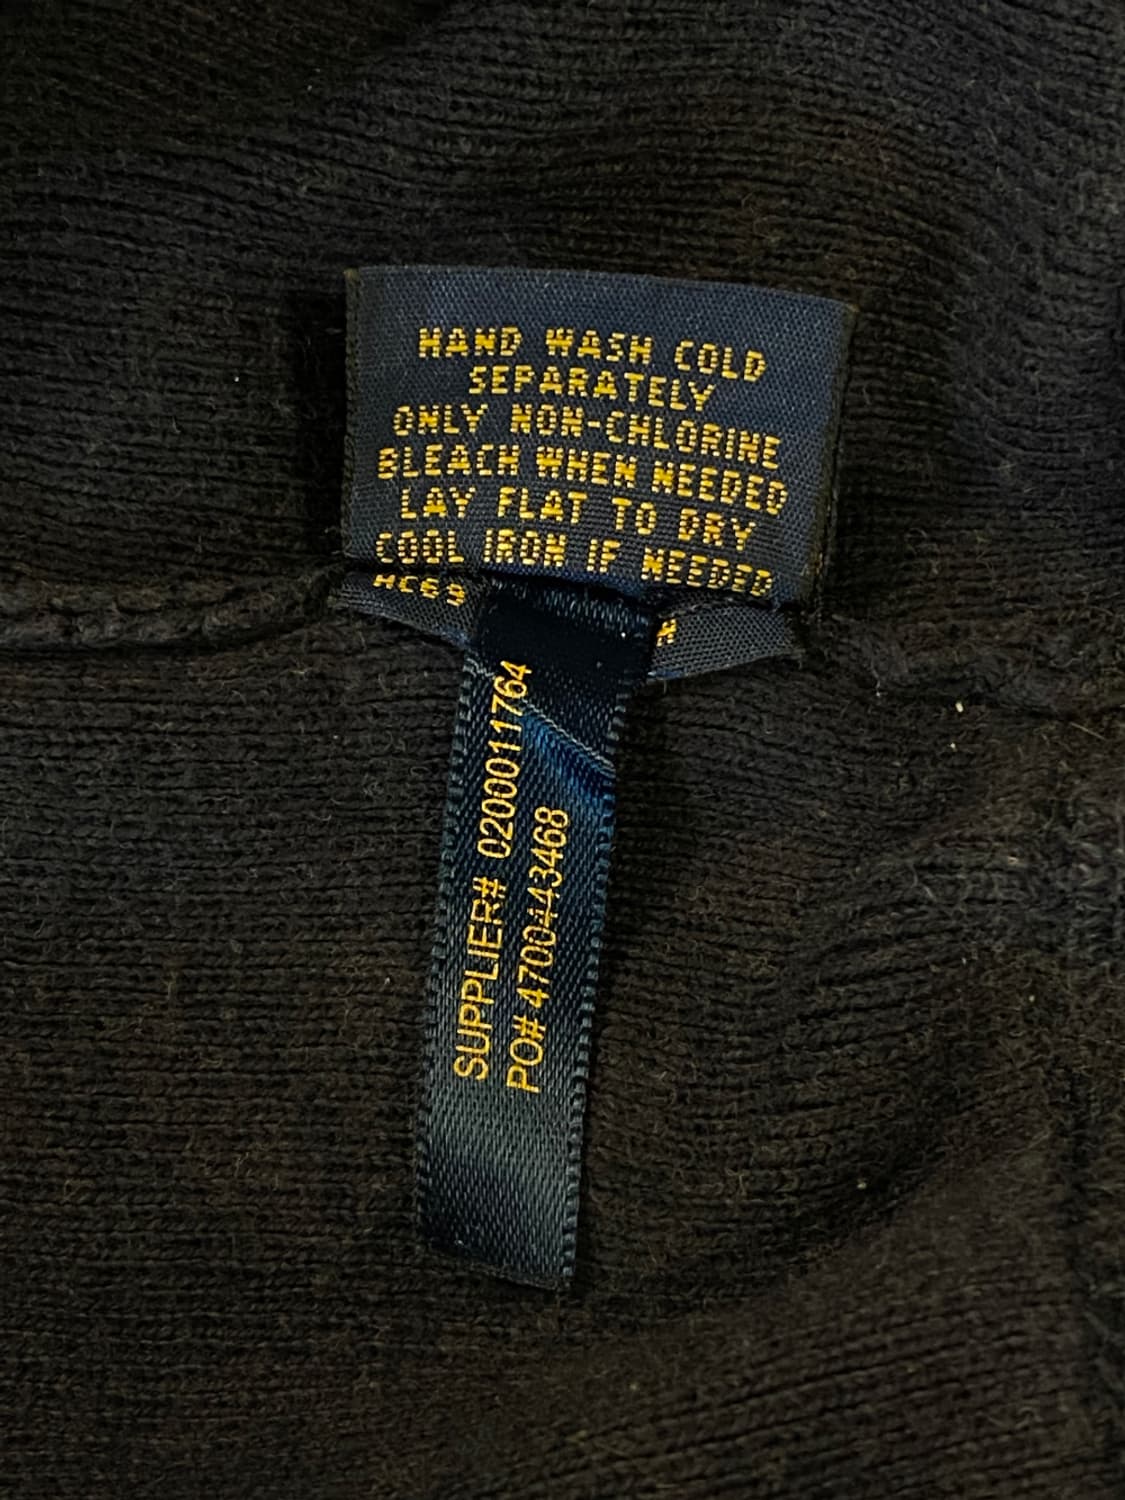 HAND WASH COLD
SEPARATELY
ONLY NON-CHLORINE
BLEACH WHEN NEEDED
LAY FLAT TO DRY
COOL IRON IF NEEDED
SUPPLIER# 0200011764
PO# 4700443468